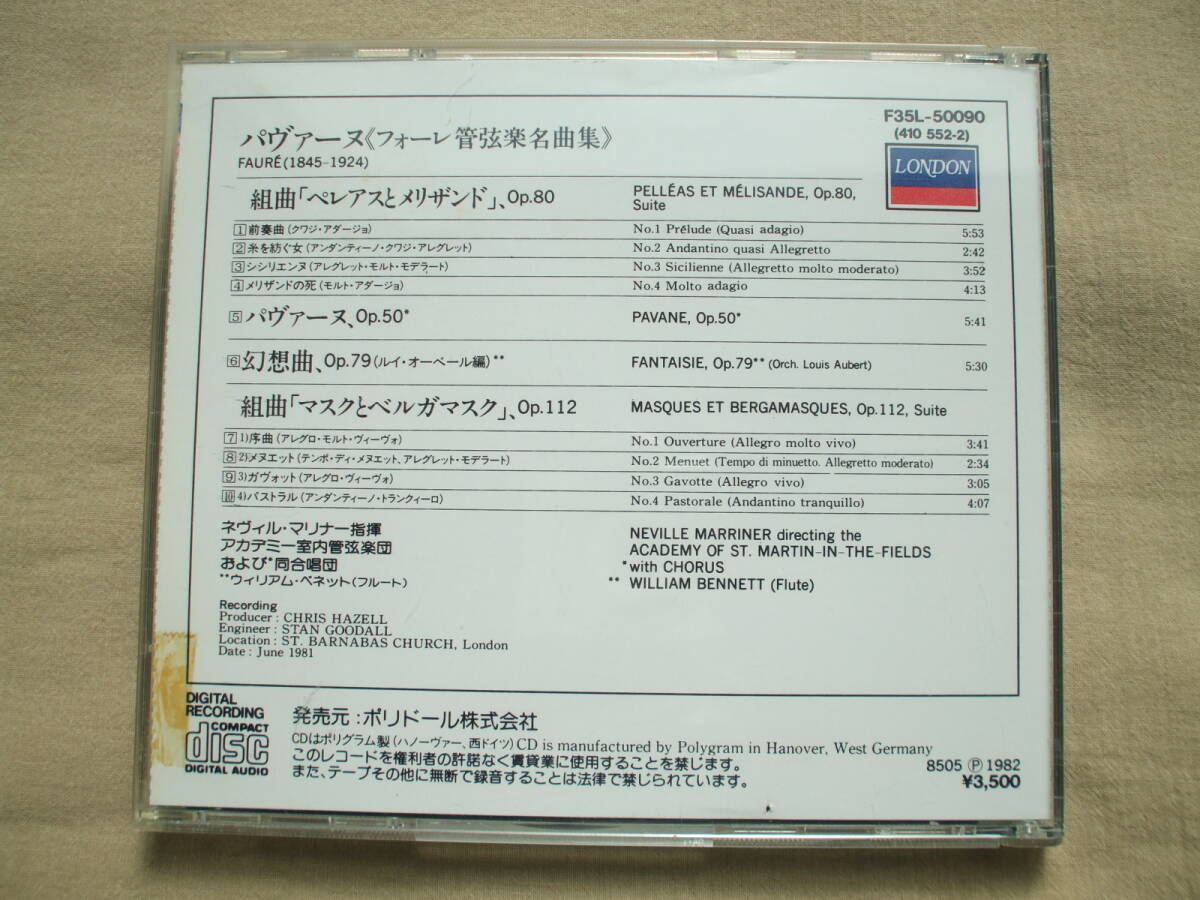 パヴァーヌ《フォーレ管弦楽名曲集》
FAURÉ(1845-1924)
F35L-50090
(410 552-2)
LONDON
組曲「ペレアスとメリザンド」、Op.80
PELLÉAS ET MÉLISANDE, Op.80,
Suite
1 前奏曲(クワジ・アダージョ) No.1 Prélude (Quasi adagio) 5:53
2 糸を紡ぐ女(アンダンティーノ・クワジ・アレグレット) No.2 Andantino quasi Allegretto 2:42
3 シシリエンヌ(アレグレット・モルト・モデラート) No.3 Sicilienne (Allegretto molto moderato) 3:52
4 メリザンドの死(モルト・アダージョ) No.4 Molto adagio 4:13
5 パヴァーヌ、Op.50* PAVANE, Op.50* 5:41
6 幻想曲、Op.79(ルイ・オーベール編)** FANTAISIE, Op.79** (Orch. Louis Aubert) 5:30
組曲「マスクとベルガマスク」、Op.112 MASQUES ET BERGAMASQUES, Op.112, Suite
7 1)序曲(アレグロ・モルト・ヴィーヴォ) No.1 Ouverture (Allegro molto vivo) 3:41
8 2)メヌエット(テンポ・ディ・メヌエット、アレグレット・モデラート) No.2 Menuet (Tempo di minuetto. Allegretto moderato) 2:34
9 3)ガヴォット(アレグロ・ヴィーヴォ) No.3 Gavotte (Allegro vivo) 3:05
10 4)パストラル(アンダンティーノ・トランクィーロ) No.4 Pastorale (Andantino tranquillo) 4:07
ネヴィル・マリナー指揮
アカデミー室内管弦楽団
および*同合唱団
**ウィリアム・ベネット(フルート)
NEVILLE MARRINER directing the
ACADEMY OF ST. MARTIN-IN-THE-FIELDS
*with CHORUS
** WILLIAM BENNETT (Flute)
Recording
Producer : CHRIS HAZELL
Engineer : STAN GOODALL
Location : ST. BARNABAS CHURCH, London
Date : June 1981
DIGITAL
RECORDING
COMPACT
disc
DIGITAL AUDIO
発売元:ポリドール株式会社
CDはポリグラム製(ハノーヴァー、西ドイツ) CD is manufactured by Polygram in Hanover, West Germany
このレコードを権利者の許諾なく賃貸業に使用することを禁じます。
また、テープその他に無断で録音することは法律で禁じられています。
8505 Ⓟ 1982
¥3,500